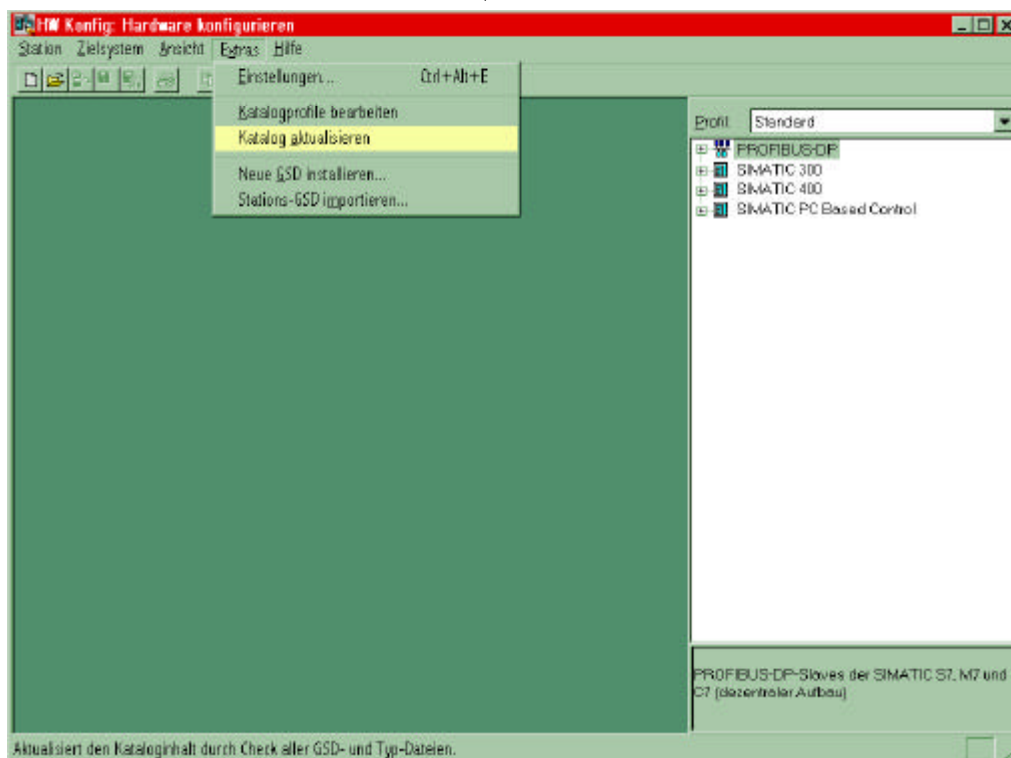 HW Konfig: Hardware konfigurieren
Station Zielsystem Ansicht Extras Hilfe
Einstellungen... Ctrl+Alt+E
Katalogprofile bearbeiten
Katalog aktualisieren
Neue GSD installieren...
Stations-GSD importieren...
Profil Standard
PROFIBUS-DP
SIMATIC 300
SIMATIC 400
SIMATIC PC Based Control
PROFIBUS-DP-Slaves der SIMATIC S7, M7 und
C7 (dezentraler Aufbau)
Aktualisiert den Kataloginhalt durch Check aller GSD- und Typ-Dateien.